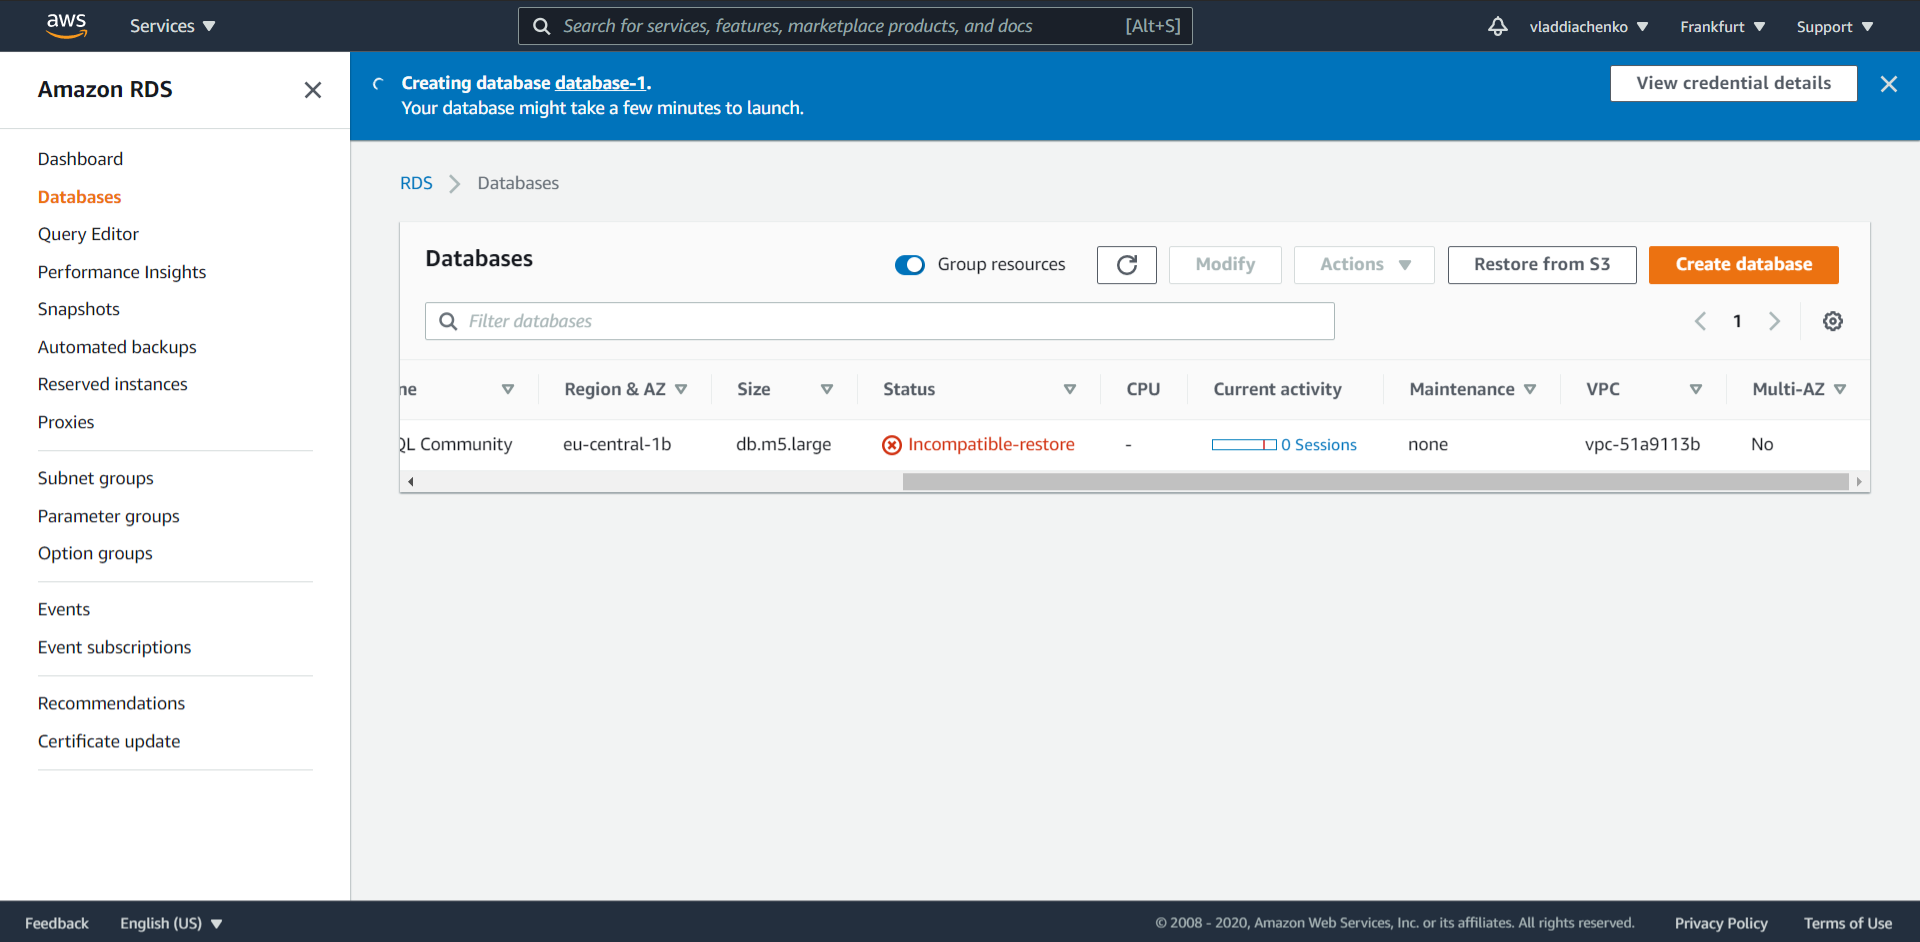 aws
Services
Search for services, features, marketplace products, and docs [Alt+S]
vladdiachenko
Frankfurt
Support
Amazon RDS
Dashboard
Databases
Query Editor
Performance Insights
Snapshots
Automated backups
Reserved instances
Proxies
Subnet groups
Parameter groups
Option groups
Events
Event subscriptions
Recommendations
Certificate update
Creating database database-1.
Your database might take a few minutes to launch.
View credential details
RDS Databases
Databases
Group resources
Modify
Actions
Restore from S3
Create database
Filter databases
1
ne Region & AZ Size Status CPU Current activity Maintenance VPC Multi-AZ
QL Community eu-central-1b db.m5.large Incompatible-restore - 0 Sessions none vpc-51a9113b No
Feedback English (US) © 2008 - 2020, Amazon Web Services, Inc. or its affiliates. All rights reserved. Privacy Policy Terms of Use